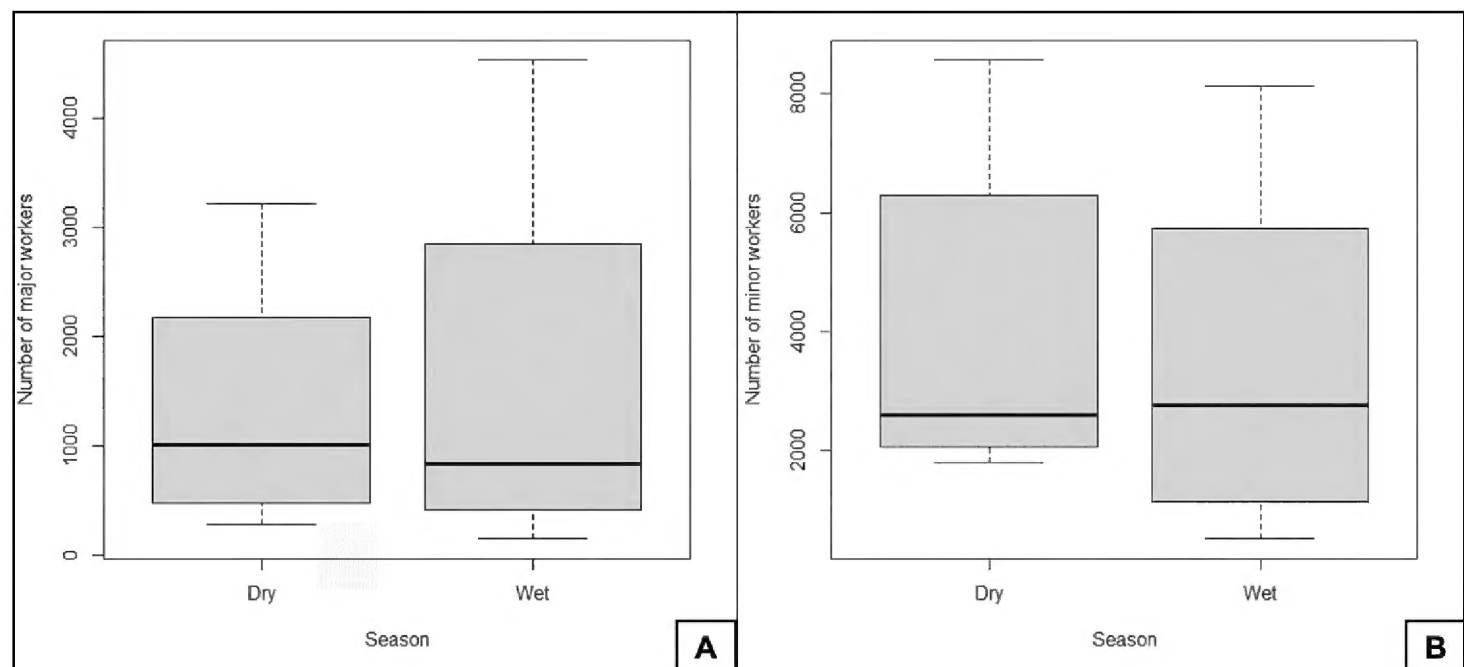 Number of major workers
4000
3000
2000
1000
0
Dry
Wet
Season
A
Number of minor workers
8000
6000
4000
2000
Dry
Wet
Season
B